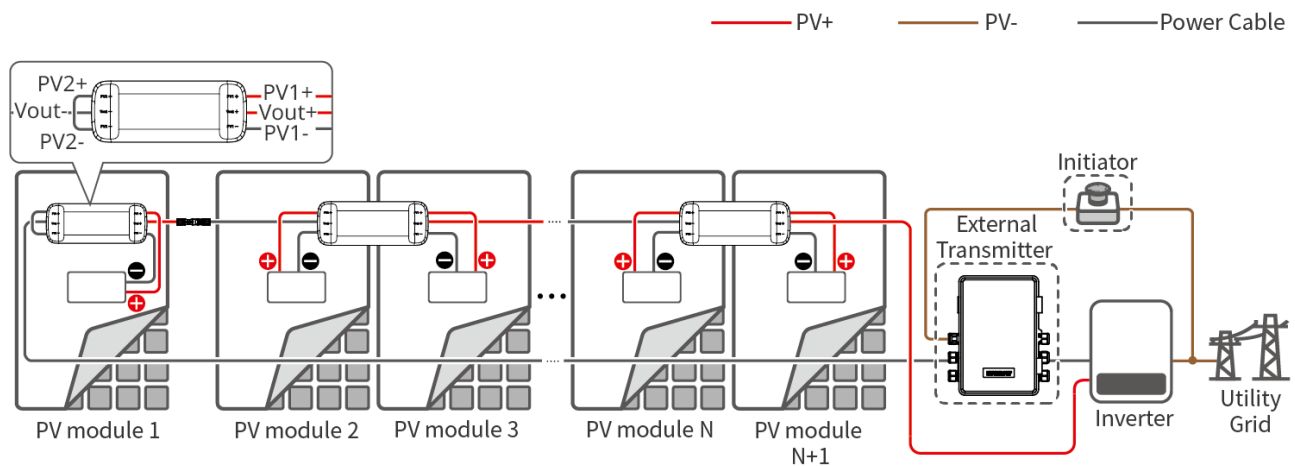 PV+
PV-
Power Cable
PV2+
PV1+
Vout-
Vout+
PV2-
PV1-
Initiator
External
Transmitter
PV module 1
PV module 2
PV module 3
PV module N
PV module
N+1
Inverter
Utility
Grid